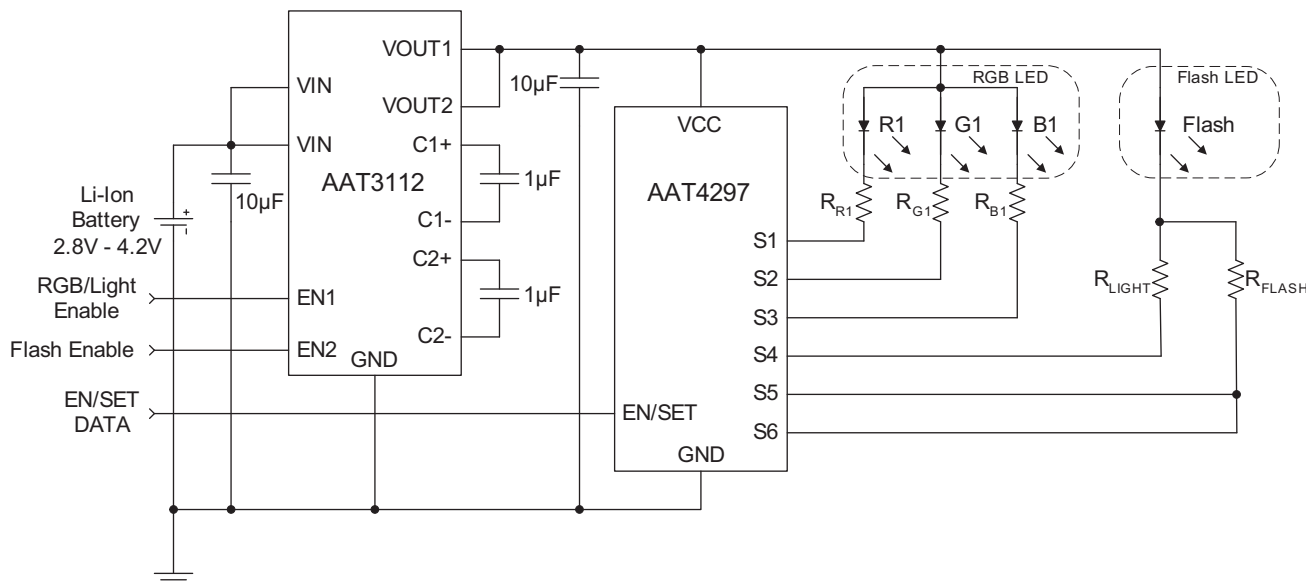 VOUT1
VIN
10µF
VOUT2
VIN
C1+
AAT3112
1µF
10µF
C1-
Li-Ion
Battery
2.8V - 4.2V
+
-
C2+
RGB/Light
Enable
EN1
1µF
Flash Enable
EN2
C2-
GND
EN/SET
DATA
VCC
AAT4297
S1
S2
S3
S4
S5
EN/SET
S6
GND
RGB LED
R1
G1
B1
RR1
RG1
RB1
Flash LED
Flash
RLIGHT
RFLASH